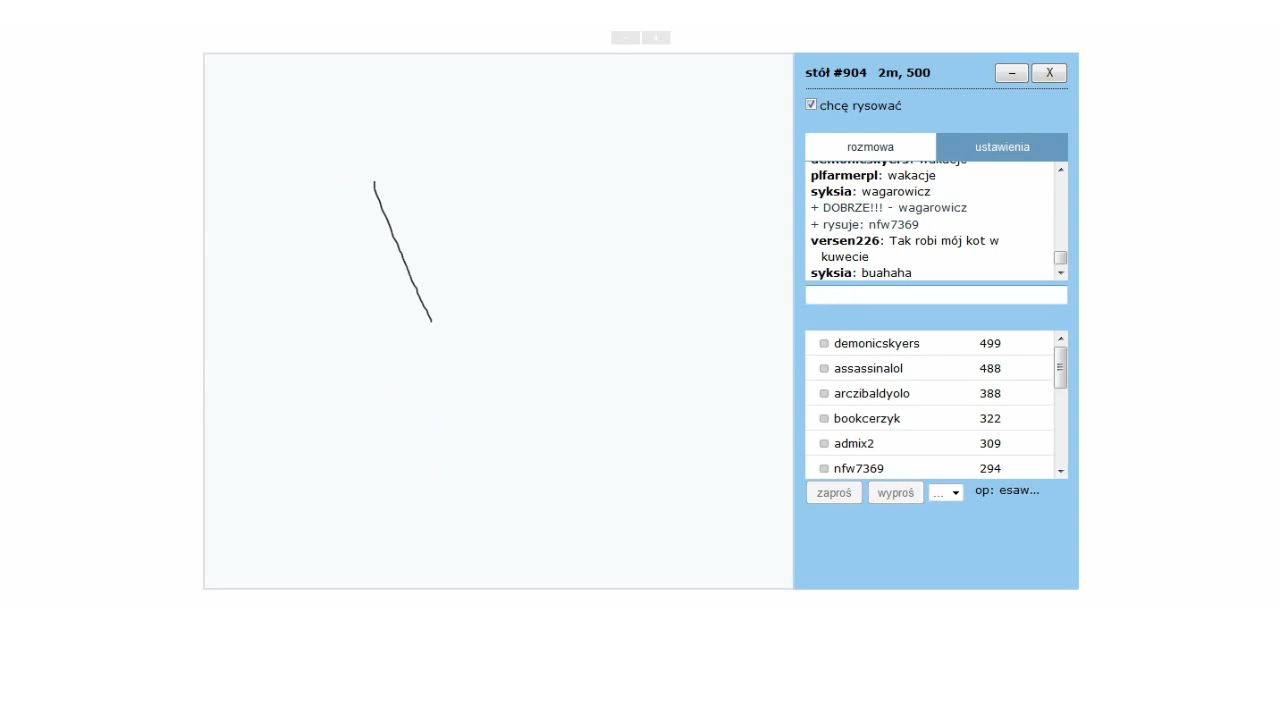 –
+
stół #904 2m, 500
–
X
chcę rysować
rozmowa
ustawienia
demonicskyers: wakacje
plfarmerpl: wakacje
syksia: wagarowicz
+ DOBRZE!!! - wagarowicz
+ rysuje: nfw7369
versen226: Tak robi mój kot w
kuwecie
syksia: buahaha
demonicskyers 499
assassinalol 488
arczibaldyolo 388
bookcerzyk 322
admix2 309
nfw7369 294
zaproś
wyproś
...
op: esaw...